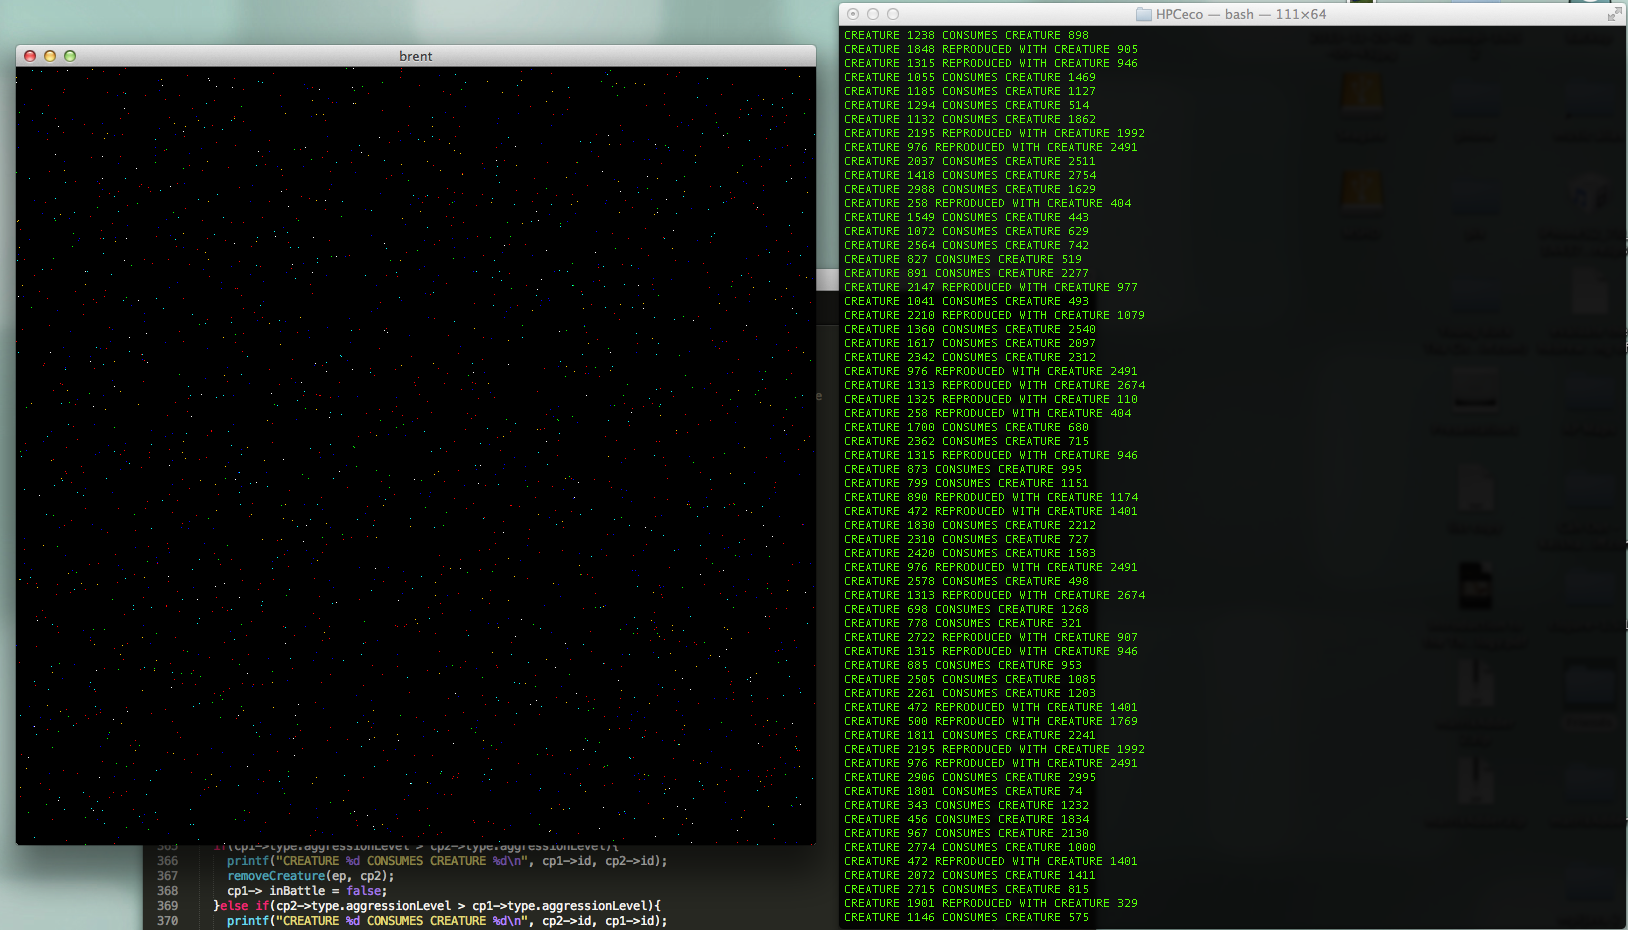 brent
HPCeco — bash — 111×64
CREATURE 1238 CONSUMES CREATURE 898
CREATURE 1848 REPRODUCED WITH CREATURE 905
CREATURE 1315 REPRODUCED WITH CREATURE 946
CREATURE 1055 CONSUMES CREATURE 1469
CREATURE 1185 CONSUMES CREATURE 1127
CREATURE 1294 CONSUMES CREATURE 514
CREATURE 1132 CONSUMES CREATURE 1862
CREATURE 2195 REPRODUCED WITH CREATURE 1992
CREATURE 976 REPRODUCED WITH CREATURE 2491
CREATURE 2037 CONSUMES CREATURE 2511
CREATURE 1418 CONSUMES CREATURE 2754
CREATURE 2988 CONSUMES CREATURE 1629
CREATURE 258 REPRODUCED WITH CREATURE 404
CREATURE 1549 CONSUMES CREATURE 443
CREATURE 1072 CONSUMES CREATURE 629
CREATURE 2564 CONSUMES CREATURE 742
CREATURE 827 CONSUMES CREATURE 519
CREATURE 891 CONSUMES CREATURE 2277
CREATURE 2147 REPRODUCED WITH CREATURE 977
CREATURE 1041 CONSUMES CREATURE 493
CREATURE 2210 REPRODUCED WITH CREATURE 1079
CREATURE 1360 CONSUMES CREATURE 2540
CREATURE 1617 CONSUMES CREATURE 2097
CREATURE 2342 CONSUMES CREATURE 2312
CREATURE 976 REPRODUCED WITH CREATURE 2491
CREATURE 1313 REPRODUCED WITH CREATURE 2674
CREATURE 1325 REPRODUCED WITH CREATURE 110
CREATURE 258 REPRODUCED WITH CREATURE 404
CREATURE 1700 CONSUMES CREATURE 680
CREATURE 2362 CONSUMES CREATURE 715
CREATURE 1315 REPRODUCED WITH CREATURE 946
CREATURE 873 CONSUMES CREATURE 995
CREATURE 799 CONSUMES CREATURE 1151
CREATURE 890 REPRODUCED WITH CREATURE 1174
CREATURE 472 REPRODUCED WITH CREATURE 1401
CREATURE 1830 CONSUMES CREATURE 2212
CREATURE 2310 CONSUMES CREATURE 727
CREATURE 2420 CONSUMES CREATURE 1583
CREATURE 976 REPRODUCED WITH CREATURE 2491
CREATURE 2578 CONSUMES CREATURE 498
CREATURE 1313 REPRODUCED WITH CREATURE 2674
CREATURE 698 CONSUMES CREATURE 1268
CREATURE 778 CONSUMES CREATURE 321
CREATURE 2722 REPRODUCED WITH CREATURE 907
CREATURE 1315 REPRODUCED WITH CREATURE 946
CREATURE 885 CONSUMES CREATURE 953
CREATURE 2505 CONSUMES CREATURE 1085
CREATURE 2261 CONSUMES CREATURE 1203
CREATURE 472 REPRODUCED WITH CREATURE 1401
CREATURE 500 REPRODUCED WITH CREATURE 1769
CREATURE 1811 CONSUMES CREATURE 2241
CREATURE 2195 REPRODUCED WITH CREATURE 1992
CREATURE 976 REPRODUCED WITH CREATURE 2491
CREATURE 2906 CONSUMES CREATURE 2995
CREATURE 1801 CONSUMES CREATURE 74
CREATURE 343 CONSUMES CREATURE 1232
CREATURE 456 CONSUMES CREATURE 1834
CREATURE 967 CONSUMES CREATURE 2130
CREATURE 2774 CONSUMES CREATURE 1000
CREATURE 472 REPRODUCED WITH CREATURE 1401
CREATURE 2072 CONSUMES CREATURE 1411
CREATURE 2715 CONSUMES CREATURE 815
CREATURE 1901 REPRODUCED WITH CREATURE 329
CREATURE 1146 CONSUMES CREATURE 575
365 if(cp1->type.aggressionLevel > cp2->type.aggressionLevel){
366 printf("CREATURE %d CONSUMES CREATURE %d\n", cp1->id, cp2->id);
367 removeCreature(ep, cp2);
368 cp1-> inBattle = false;
369 }else if(cp2->type.aggressionLevel > cp1->type.aggressionLevel){
370 printf("CREATURE %d CONSUMES CREATURE %d\n", cp2->id, cp1->id);